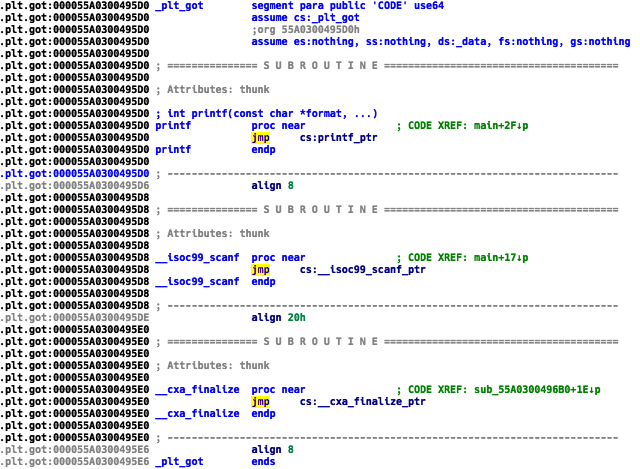 .plt.got:000055A0300495D0 _plt_got        segment para public 'CODE' use64
.plt.got:000055A0300495D0                 assume cs:_plt_got
.plt.got:000055A0300495D0                 ;org 55A0300495D0h
.plt.got:000055A0300495D0                 assume es:nothing, ss:nothing, ds:_data, fs:nothing, gs:nothing
.plt.got:000055A0300495D0
.plt.got:000055A0300495D0 ; =============== S U B R O U T I N E =======================================
.plt.got:000055A0300495D0
.plt.got:000055A0300495D0 ; Attributes: thunk
.plt.got:000055A0300495D0
.plt.got:000055A0300495D0 ; int printf(const char *format, ...)
.plt.got:000055A0300495D0 printf          proc near               ; CODE XREF: main+2F↓p
.plt.got:000055A0300495D0                 jmp     cs:printf_ptr
.plt.got:000055A0300495D0 printf          endp
.plt.got:000055A0300495D0
.plt.got:000055A0300495D0 ; ---------------------------------------------------------------------------
.plt.got:000055A0300495D6                 align 8
.plt.got:000055A0300495D8
.plt.got:000055A0300495D8 ; =============== S U B R O U T I N E =======================================
.plt.got:000055A0300495D8
.plt.got:000055A0300495D8 ; Attributes: thunk
.plt.got:000055A0300495D8
.plt.got:000055A0300495D8 __isoc99_scanf  proc near               ; CODE XREF: main+17↓p
.plt.got:000055A0300495D8                 jmp     cs:__isoc99_scanf_ptr
.plt.got:000055A0300495D8 __isoc99_scanf  endp
.plt.got:000055A0300495D8
.plt.got:000055A0300495D8 ; ---------------------------------------------------------------------------
.plt.got:000055A0300495DE                 align 20h
.plt.got:000055A0300495E0
.plt.got:000055A0300495E0 ; =============== S U B R O U T I N E =======================================
.plt.got:000055A0300495E0
.plt.got:000055A0300495E0 ; Attributes: thunk
.plt.got:000055A0300495E0
.plt.got:000055A0300495E0 __cxa_finalize  proc near               ; CODE XREF: sub_55A0300496B0+1E↓p
.plt.got:000055A0300495E0                 jmp     cs:__cxa_finalize_ptr
.plt.got:000055A0300495E0 __cxa_finalize  endp
.plt.got:000055A0300495E0
.plt.got:000055A0300495E0 ; ---------------------------------------------------------------------------
.plt.got:000055A0300495E6                 align 8
.plt.got:000055A0300495E6 _plt_got        ends